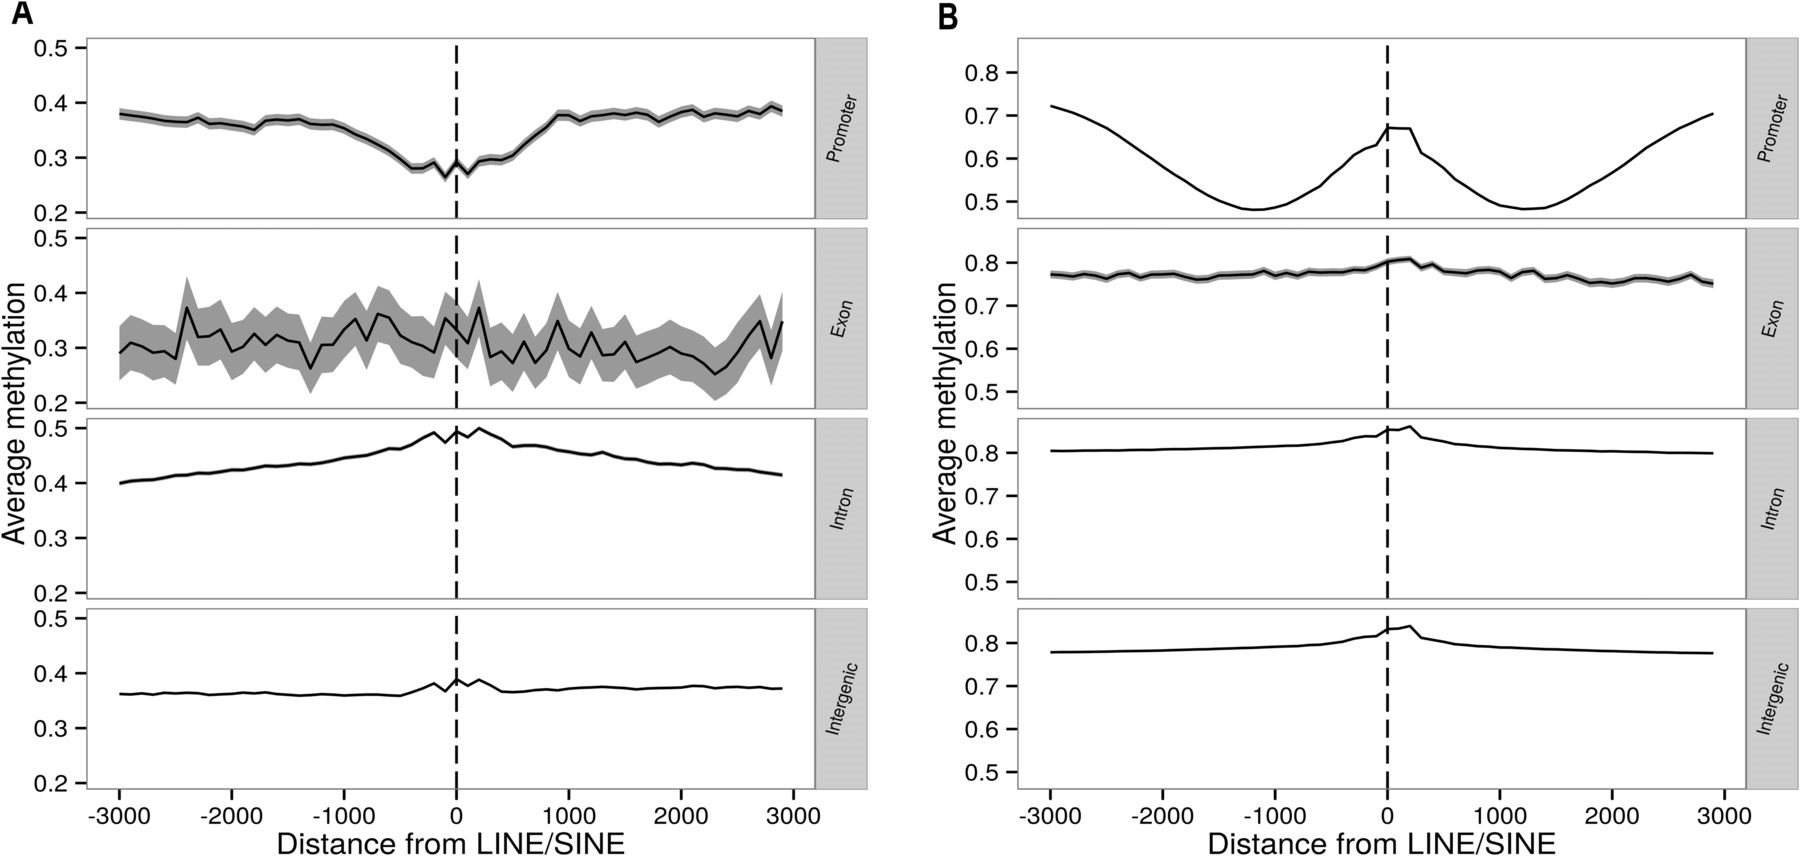 A
0.5
0.4
0.3
0.2
Promoter
0.5
0.4
0.3
0.2
Exon
0.5
0.4
0.3
0.2
Intron
0.5
0.4
0.3
0.2
Intergenic
Average methylation
-3000 -2000 -1000 0 1000 2000 3000
Distance from LINE/SINE
B
0.8
0.7
0.6
0.5
Promoter
0.8
0.7
0.6
0.5
Exon
0.8
0.7
0.6
0.5
Intron
0.8
0.7
0.6
0.5
Intergenic
Average methylation
-3000 -2000 -1000 0 1000 2000 3000
Distance from LINE/SINE